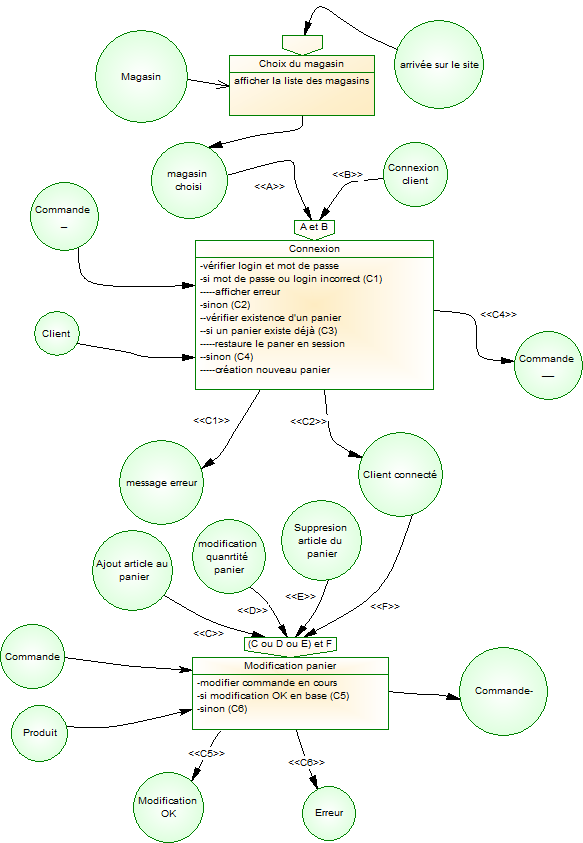 Magasin
arrivée sur le site
Choix du magasin
afficher la liste des magasins
magasin
choisi
<<A>>
<<B>>
Connexion
client
A et B
Commande
_
Client
Connexion
-vérifier login et mot de passe
-si mot de passe ou login incorrect (C1)
-----afficher erreur
-sinon (C2)
--vérifier existence d'un panier
--si un panier existe déjà (C3)
-----restaure le paner en session
--sinon (C4)
-----création nouveau panier
<<C4>>
Commande
__
<<C1>>
<<C2>>
message erreur
Client connecté
Ajout article au
panier
modification
quanrtité
panier
Suppresion
article du
panier
<<C>>
<<D>>
<<E>>
<<F>>
(C ou D ou E) et F
Commande
Produit
Modification panier
-modifier commande en cours
-si modification OK en base (C5)
-sinon (C6)
Commande-
<<C5>>
<<C6>>
Modification
OK
Erreur